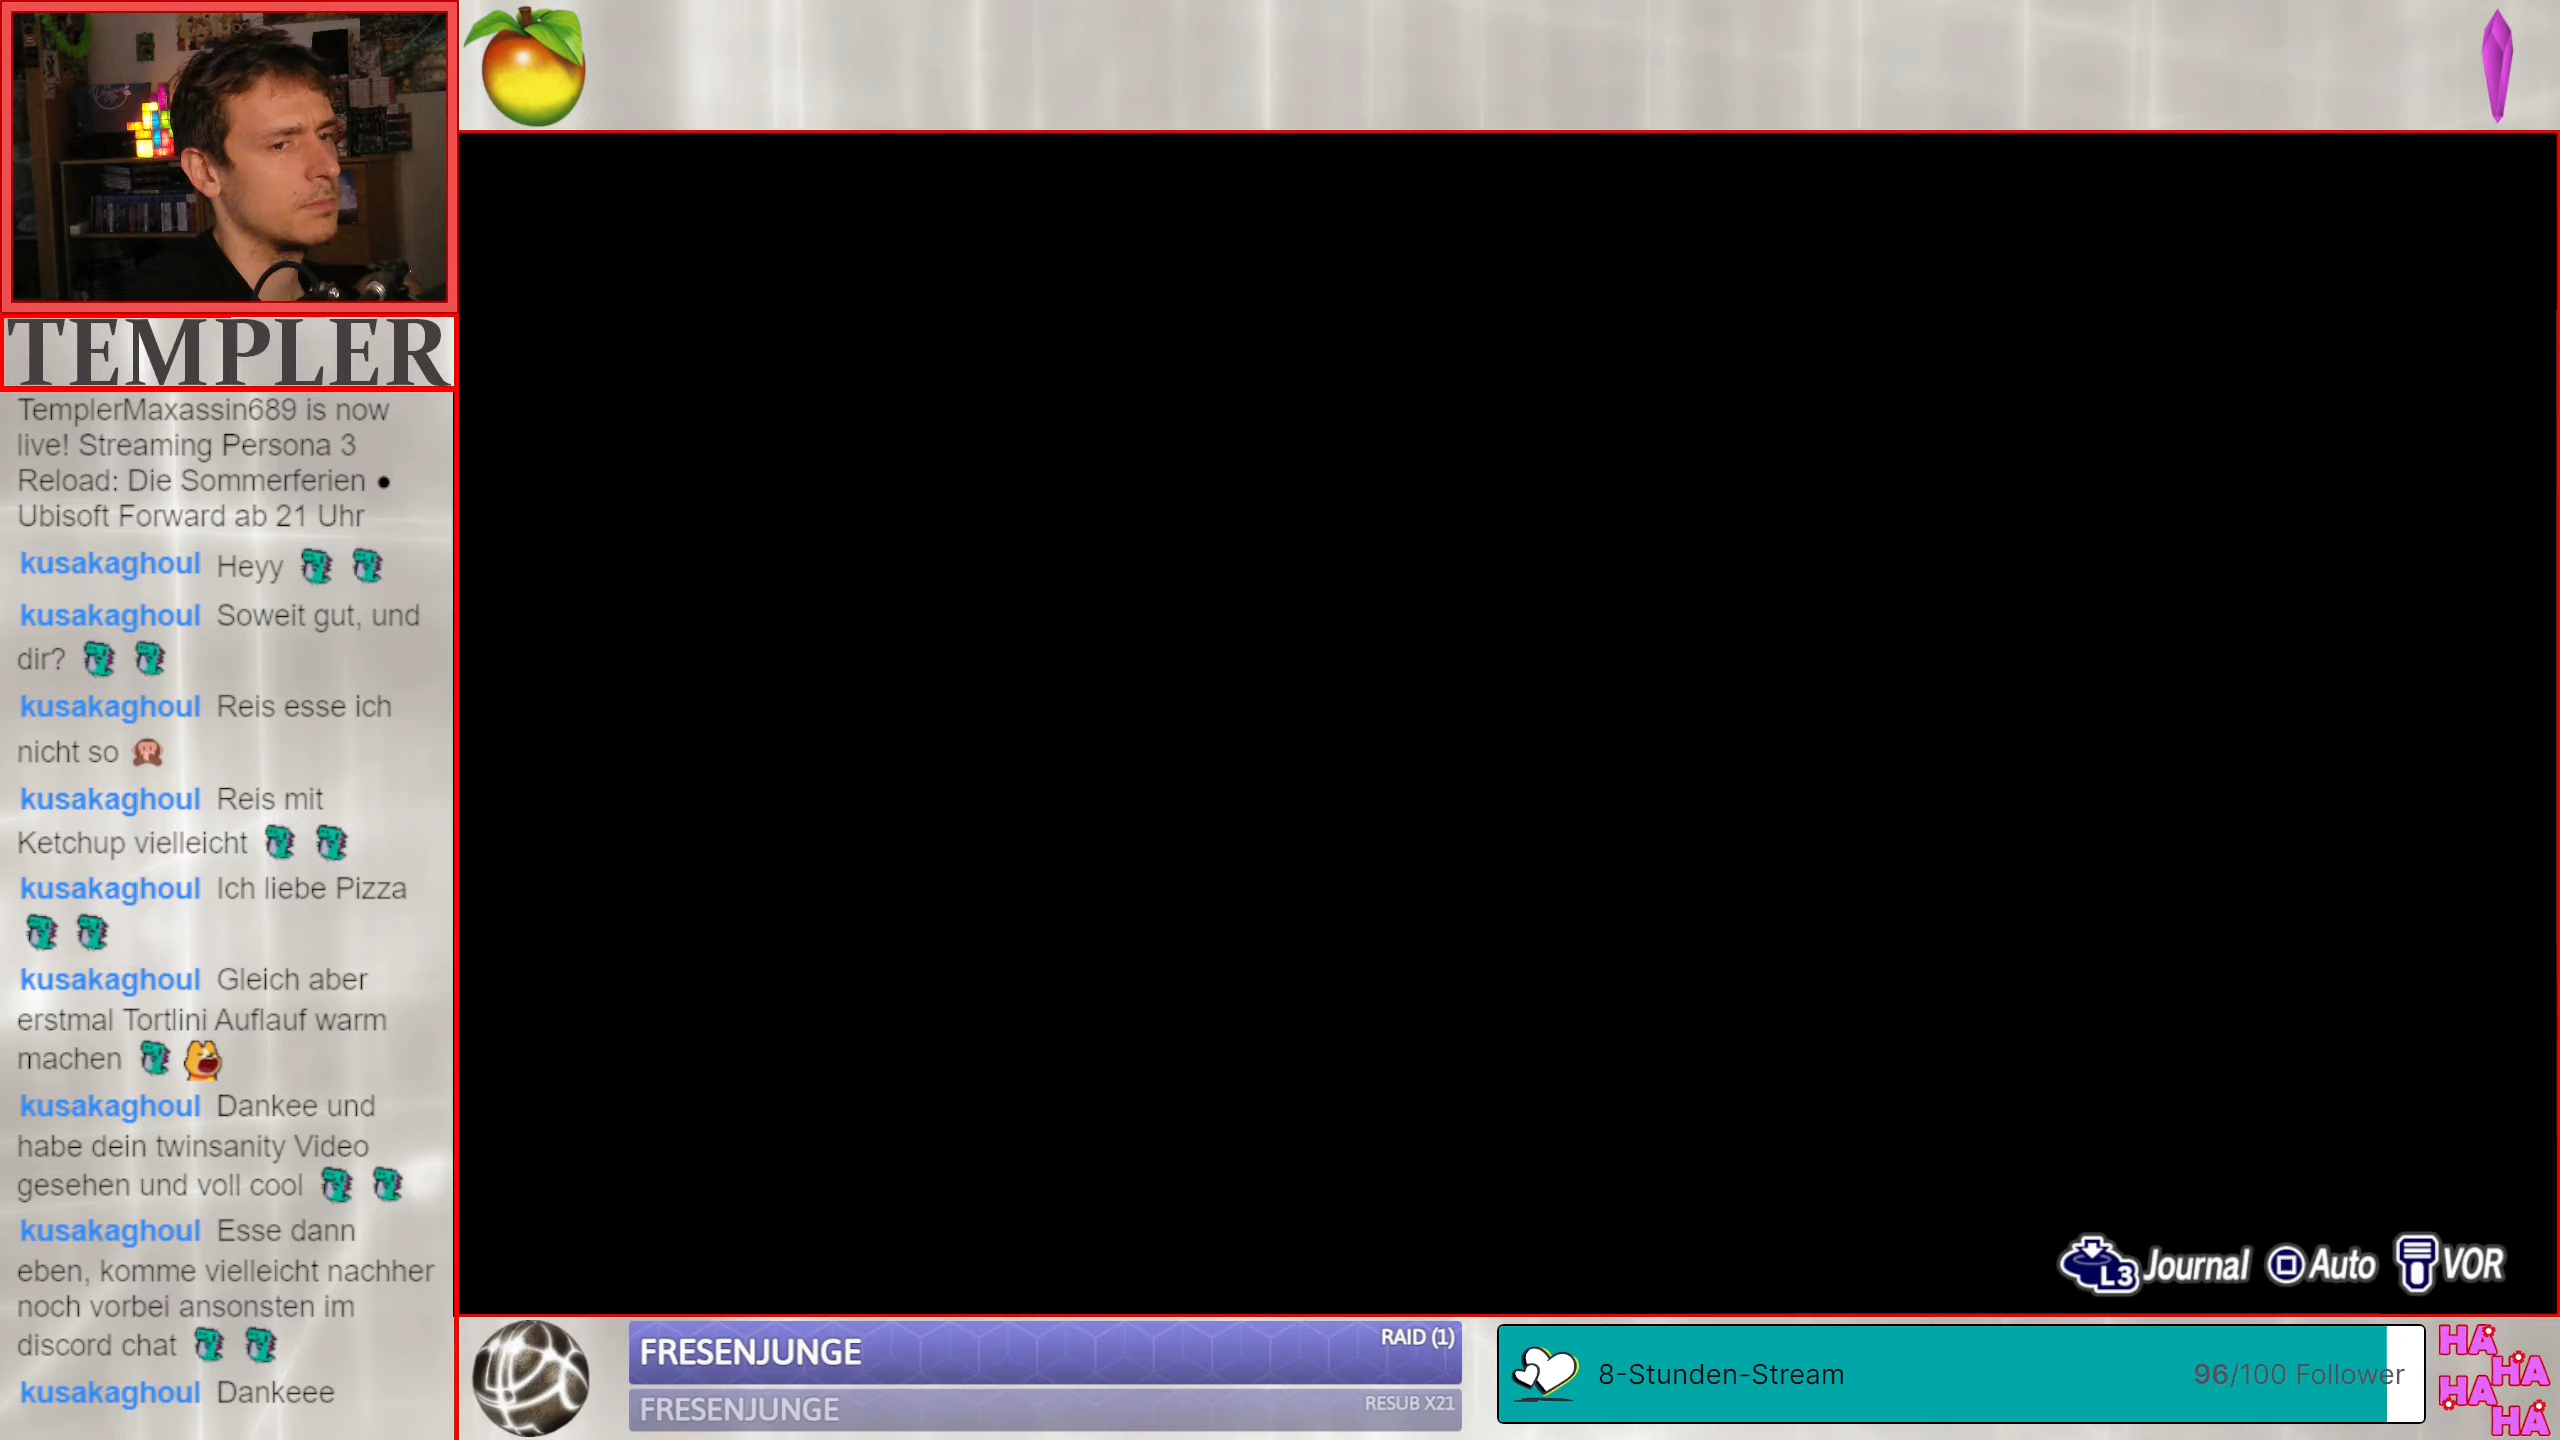 TEMPLER
TemplerMaxassin689 is now
live! Streaming Persona 3
Reload: Die Sommerferien •
Ubisoft Forward ab 21 Uhr
kusakaghoul Heyy
kusakaghoul Soweit gut, und
dir?
kusakaghoul Reis esse ich
nicht so
kusakaghoul Reis mit
Ketchup vielleicht
kusakaghoul Ich liebe Pizza
kusakaghoul Gleich aber
erstmal Tortlini Auflauf warm
machen
kusakaghoul Dankee und
habe dein twinsanity Video
gesehen und voll cool
kusakaghoul Esse dann
eben, komme vielleicht nachher
noch vorbei ansonsten im
discord chat
kusakaghoul Dankeee
L3 Journal Auto VOR
FRESENJUNGE RAID (1)
FRESENJUNGE RESUB X21
8-Stunden-Stream 96/100 Follower
HA
HA
HA
HA